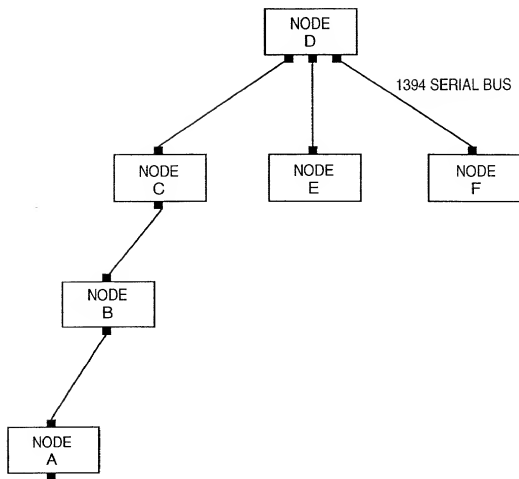 NODE
D
1394 SERIAL BUS
NODE
C
NODE
E
NODE
F
NODE
B
NODE
A